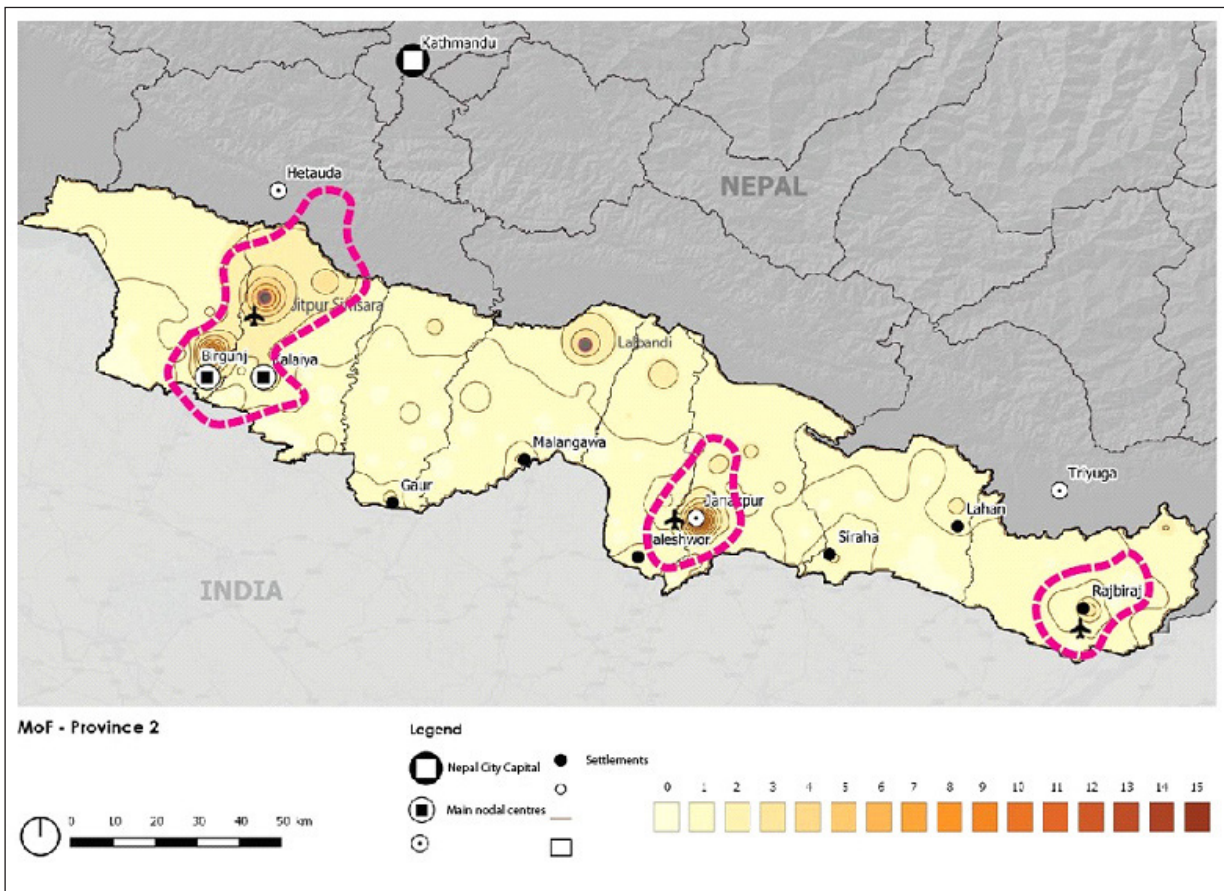 Kathmandu
Hetauda
NEPAL
Jitpur Simsara
Birgunj
alaiya
Lalbandi
Malangawa
Gaur
Janakpur
aleshwor
Triyuga
Lahan
Siraha
INDIA
Rajbiraj
MoF - Province 2
Legend
Nepal City Capital
Settlements
Main nodal centres
0 10 20 30 40 50 km
0 1 2 3 4 5 6 7 8 9 10 11 12 13 14 15